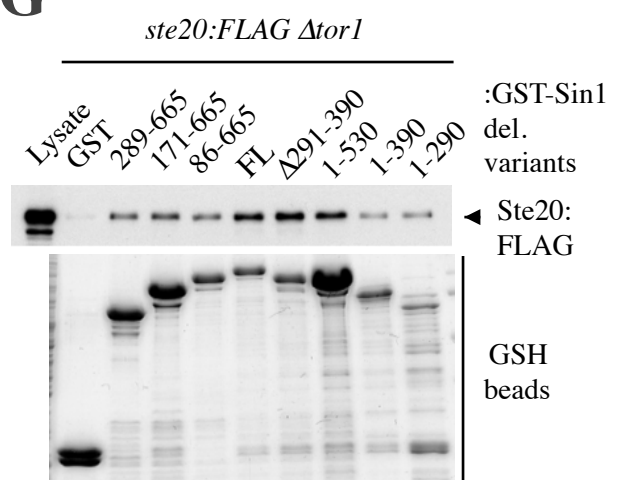 G
ste20:FLAG Δtor1
Lysate
GST
289-665
171-665
86-665
FL
Δ291-390
1-530
1-390
1-290
:GST-Sin1
del.
variants
Ste20:
FLAG
GSH
beads